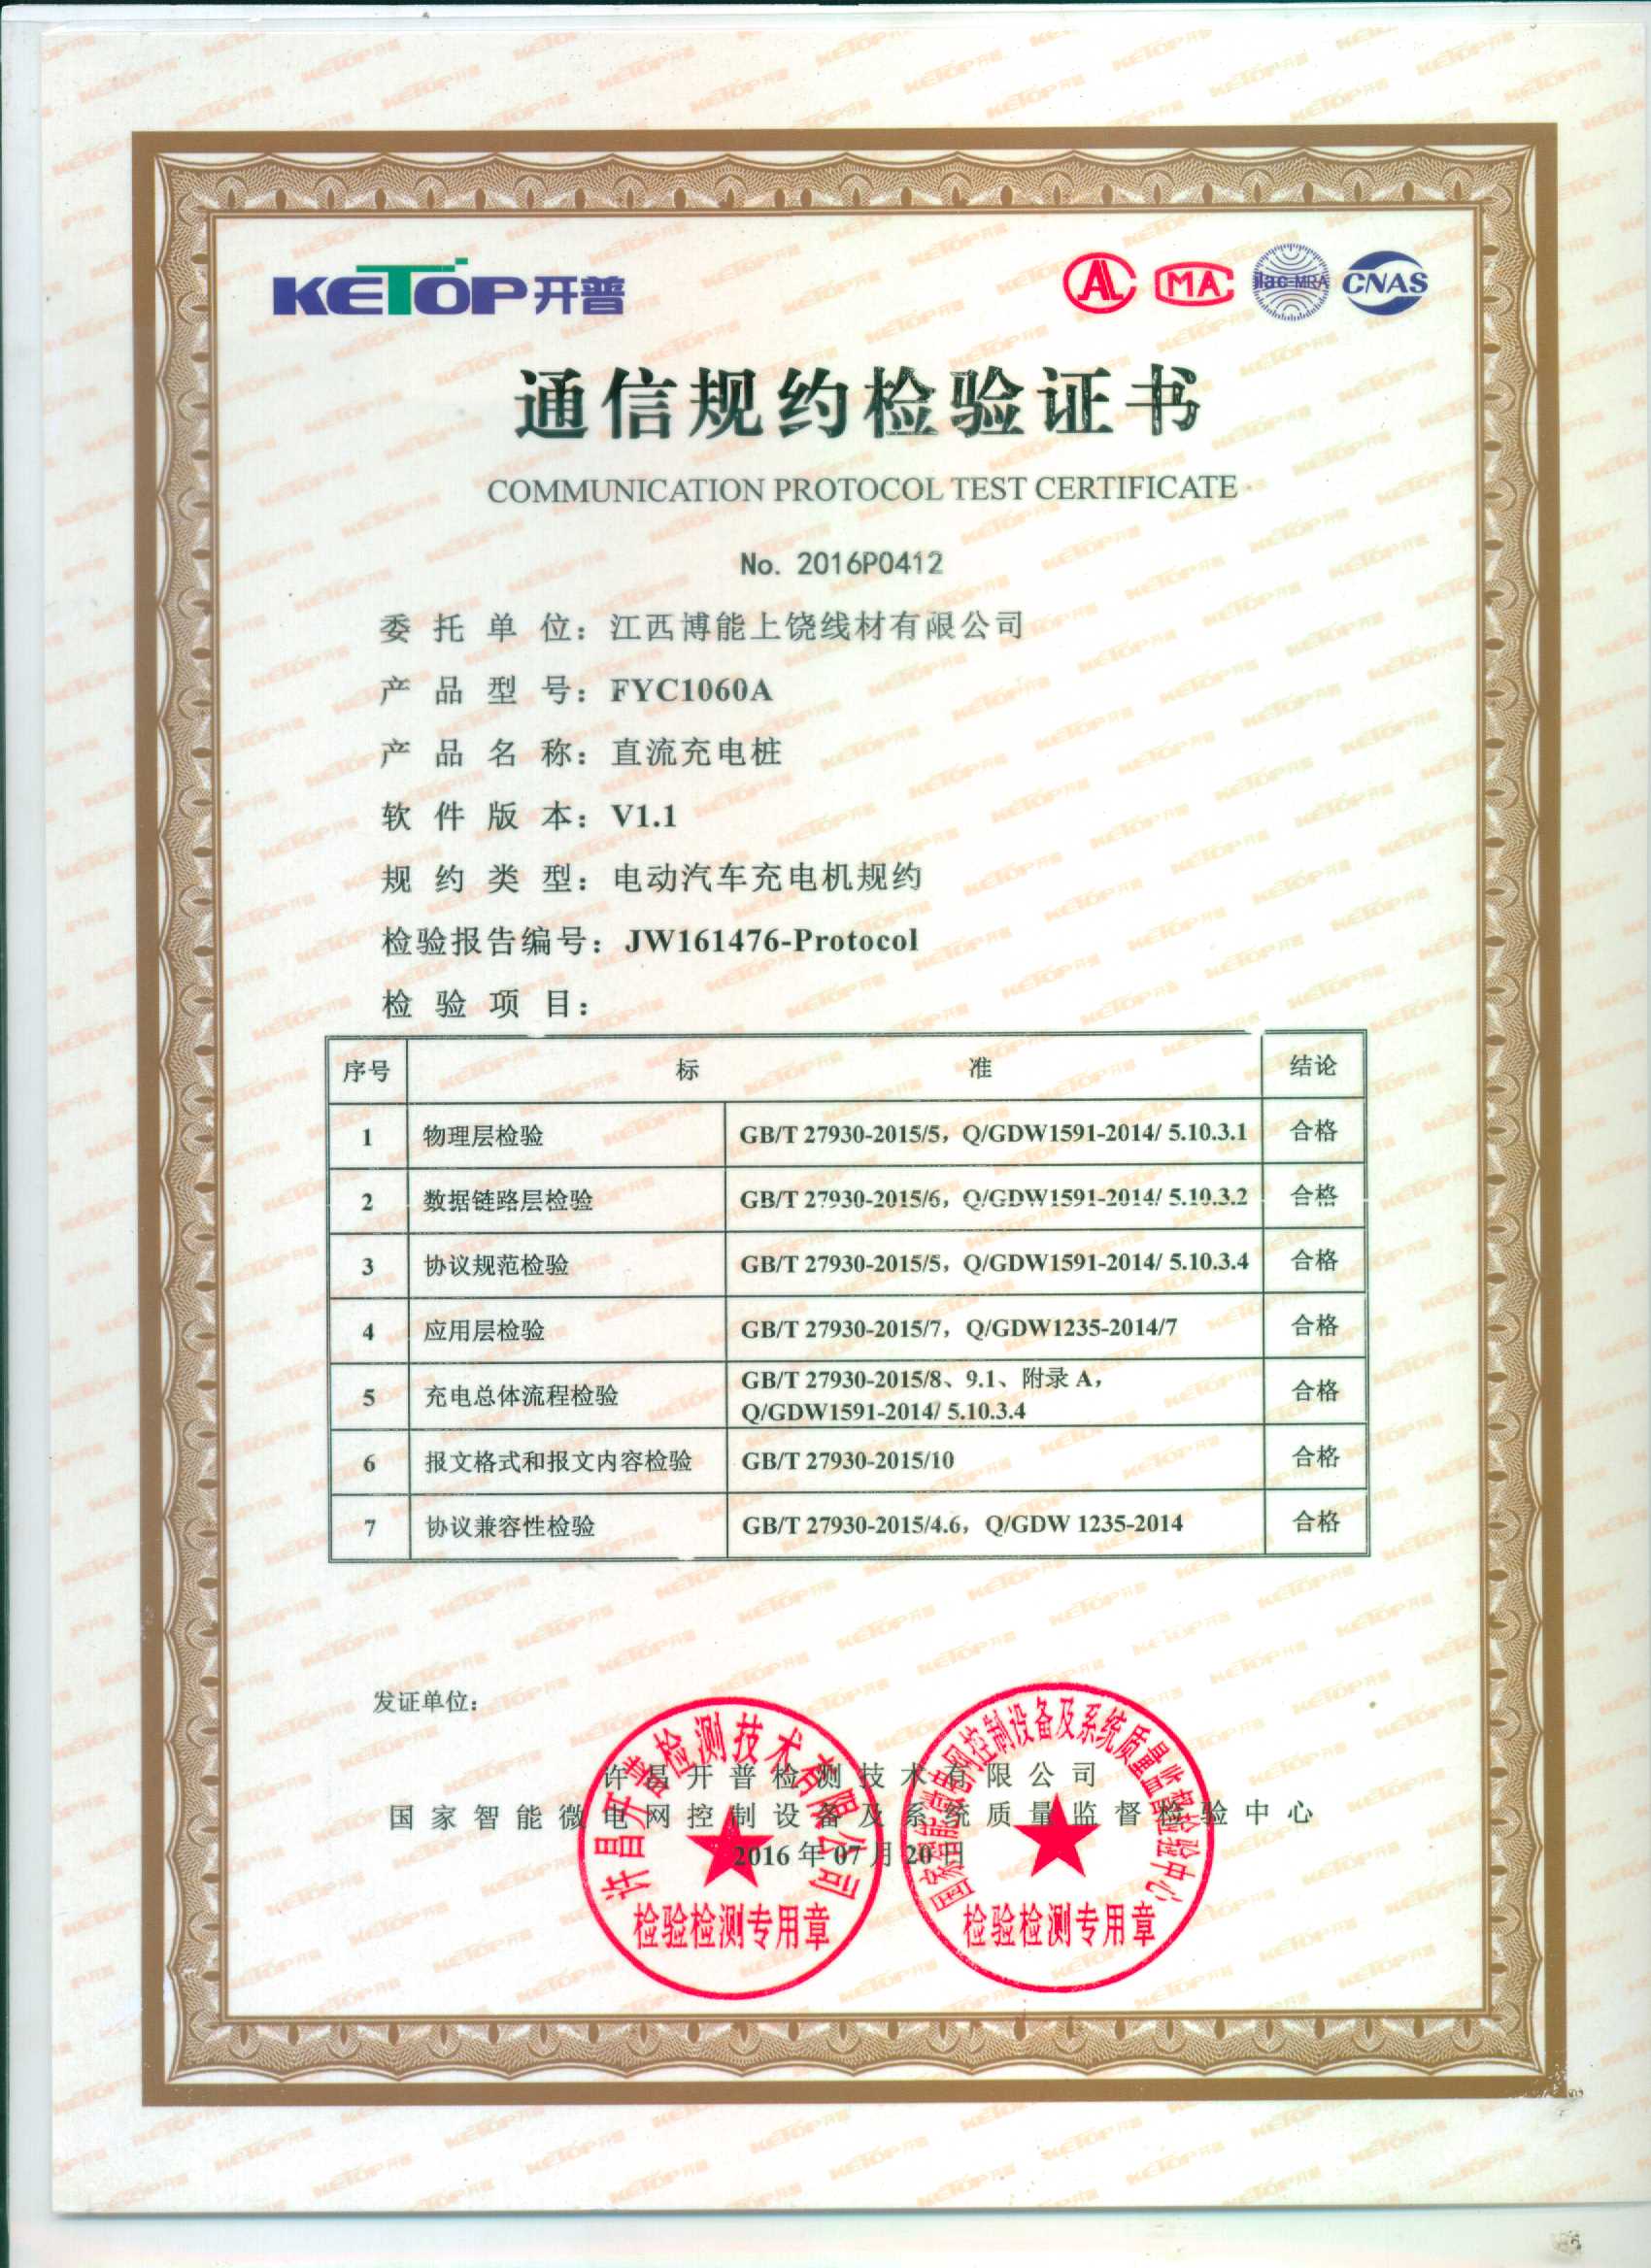 KETOP开普
CAL
CMA
ilac-MRA
CNAS
通信规约检验证书
COMMUNICATION PROTOCOL TEST CERTIFICATE
No. 2016P0412
委托单位：江西博能上饶线材有限公司
产品型号：FYC1060A
产品名称：直流充电桩
软件版本：V1.1
规约类型：电动汽车充电机规约
检验报告编号：JW161476-Protocol
检验项目：
序号 标准 结论
1 物理层检验 GB/T 27930-2015/5，Q/GDW1591-2014/ 5.10.3.1 合格
2 数据链路层检验 GB/T 27930-2015/6，Q/GDW1591-2014/ 5.10.3.2 合格
3 协议规范检验 GB/T 27930-2015/5，Q/GDW1591-2014/ 5.10.3.4 合格
4 应用层检验 GB/T 27930-2015/7，Q/GDW1235-2014/7 合格
5 充电总体流程检验 GB/T 27930-2015/8、9.1、附录 A，
Q/GDW1591-2014/ 5.10.3.4 合格
6 报文格式和报文内容检验 GB/T 27930-2015/10 合格
7 协议兼容性检验 GB/T 27930-2015/4.6，Q/GDW 1235-2014 合格
发证单位：
许昌开普检测技术有限公司
国家智能微电网控制设备及系统质量监督检验中心
2016年07月20日
许昌开普检测技术有限公司
检验检测专用章
国家智能微电网控制设备及系统质量监督检验中心
检验检测专用章